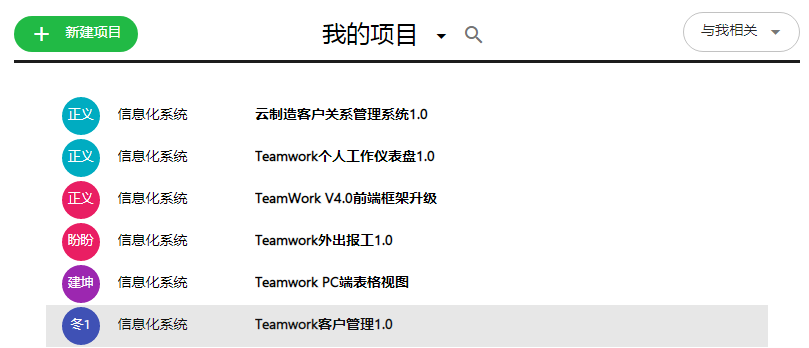 + 新建项目 我的项目 与我相关
正义 信息化系统 云制造客户关系管理系统1.0
正义 信息化系统 Teamwork个人工作仪表盘1.0
正义 信息化系统 TeamWork V4.0前端框架升级
盼盼 信息化系统 Teamwork外出报工1.0
建坤 信息化系统 Teamwork PC端表格视图
冬1 信息化系统 Teamwork客户管理1.0